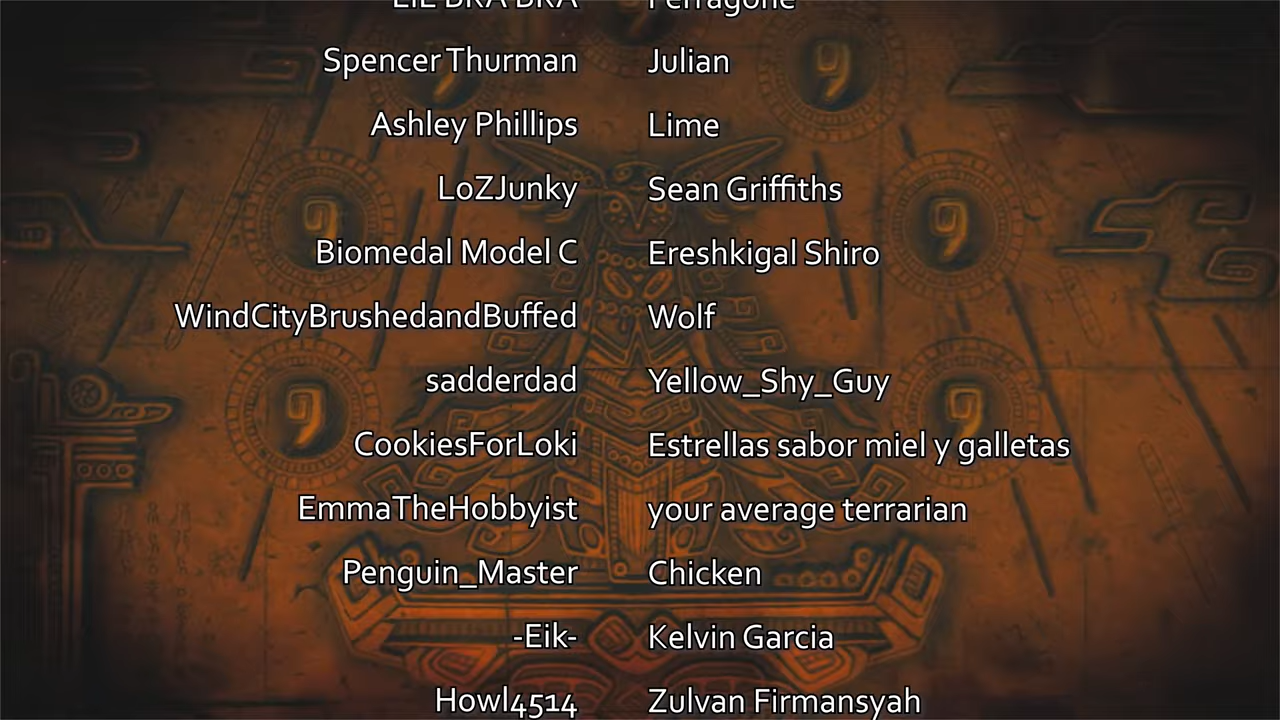 Spencer Thurman Julian
Ashley Phillips Lime
LoZJunky Sean Griffiths
Biomedal Model C Ereshkigal Shiro
WindCityBrushedandBuffed Wolf
sadderdad Yellow_Shy_Guy
CookiesForLoki Estrellas sabor miel y galletas
EmmaTheHobbyist your average terrarian
Penguin_Master Chicken
-Eik- Kelvin Garcia
Howl4514 Zulvan Firmansyah